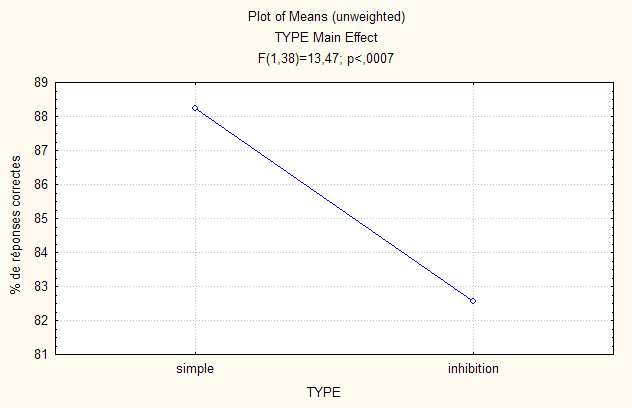 Plot of Means (unweighted)
TYPE Main Effect
F(1,38)=13,47; p<,0007
% de réponses correctes
89
88
87
86
85
84
83
82
81
simple inhibition
TYPE